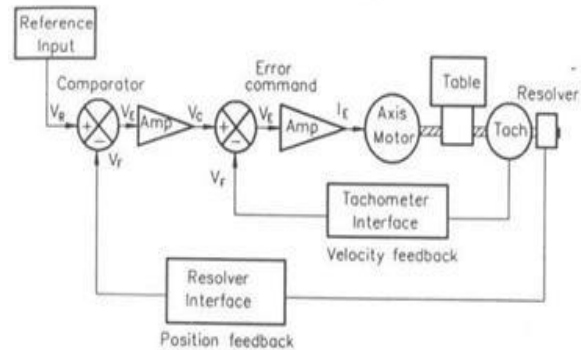 Reference
Input
Comparator
Error
command
Table
Resolver
V_R
+
−
V_E
Amp
V_C
+
−
V_E
Amp
I_E
Axis
Motor
Tach
V_F
V_F
Tachometer
Interface
Velocity feedback
Resolver
Interface
Position feedback